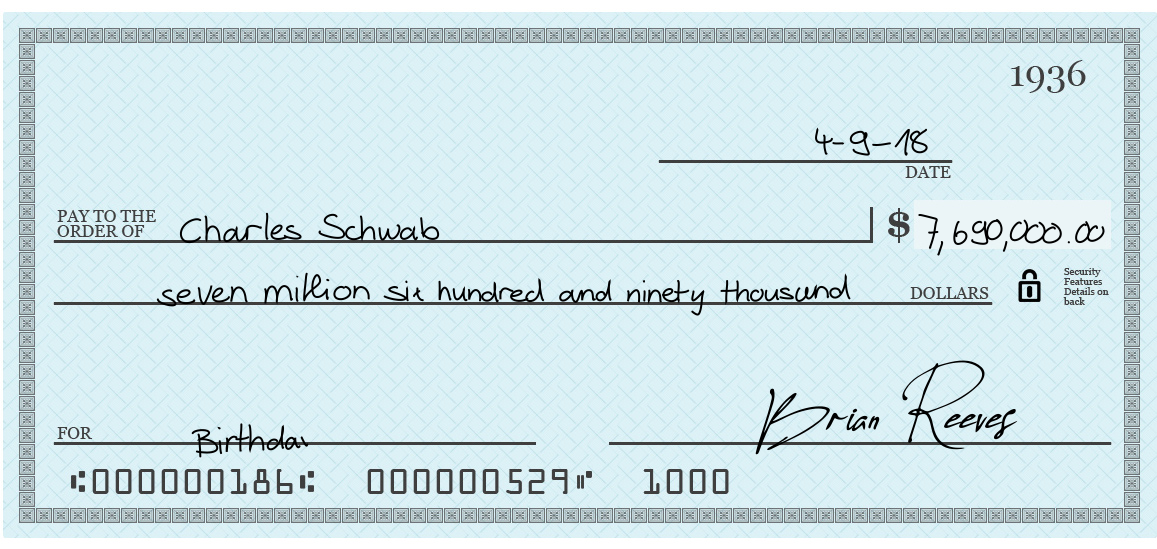 1936
4-9-18
DATE
PAY TO THE
ORDER OF Charles Schwab $ 7,690,000.00
seven million six hundred and ninety thousand DOLLARS
Security
Features
Details on
back
Brian Reeves
FOR Birthday
000000186 000000529 1000